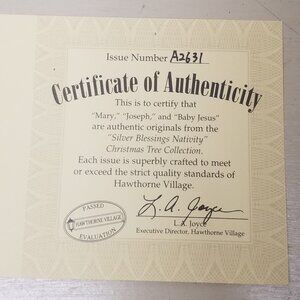 Issue Number A2631
Certificate of Authenticity
This is to certify that
"Mary," "Joseph," and "Baby Jesus"
are authentic originals from the
"Silver Blessings Nativity"
Christmas Tree Collection.
Each issue is superbly crafted to meet
or exceed the strict quality standards of
Hawthorne Village.
L. A. Joyce
L.A. Joyce
Executive Director, Hawthorne Village
PASSED
HAWTHORNE VILLAGE
EVALUATION